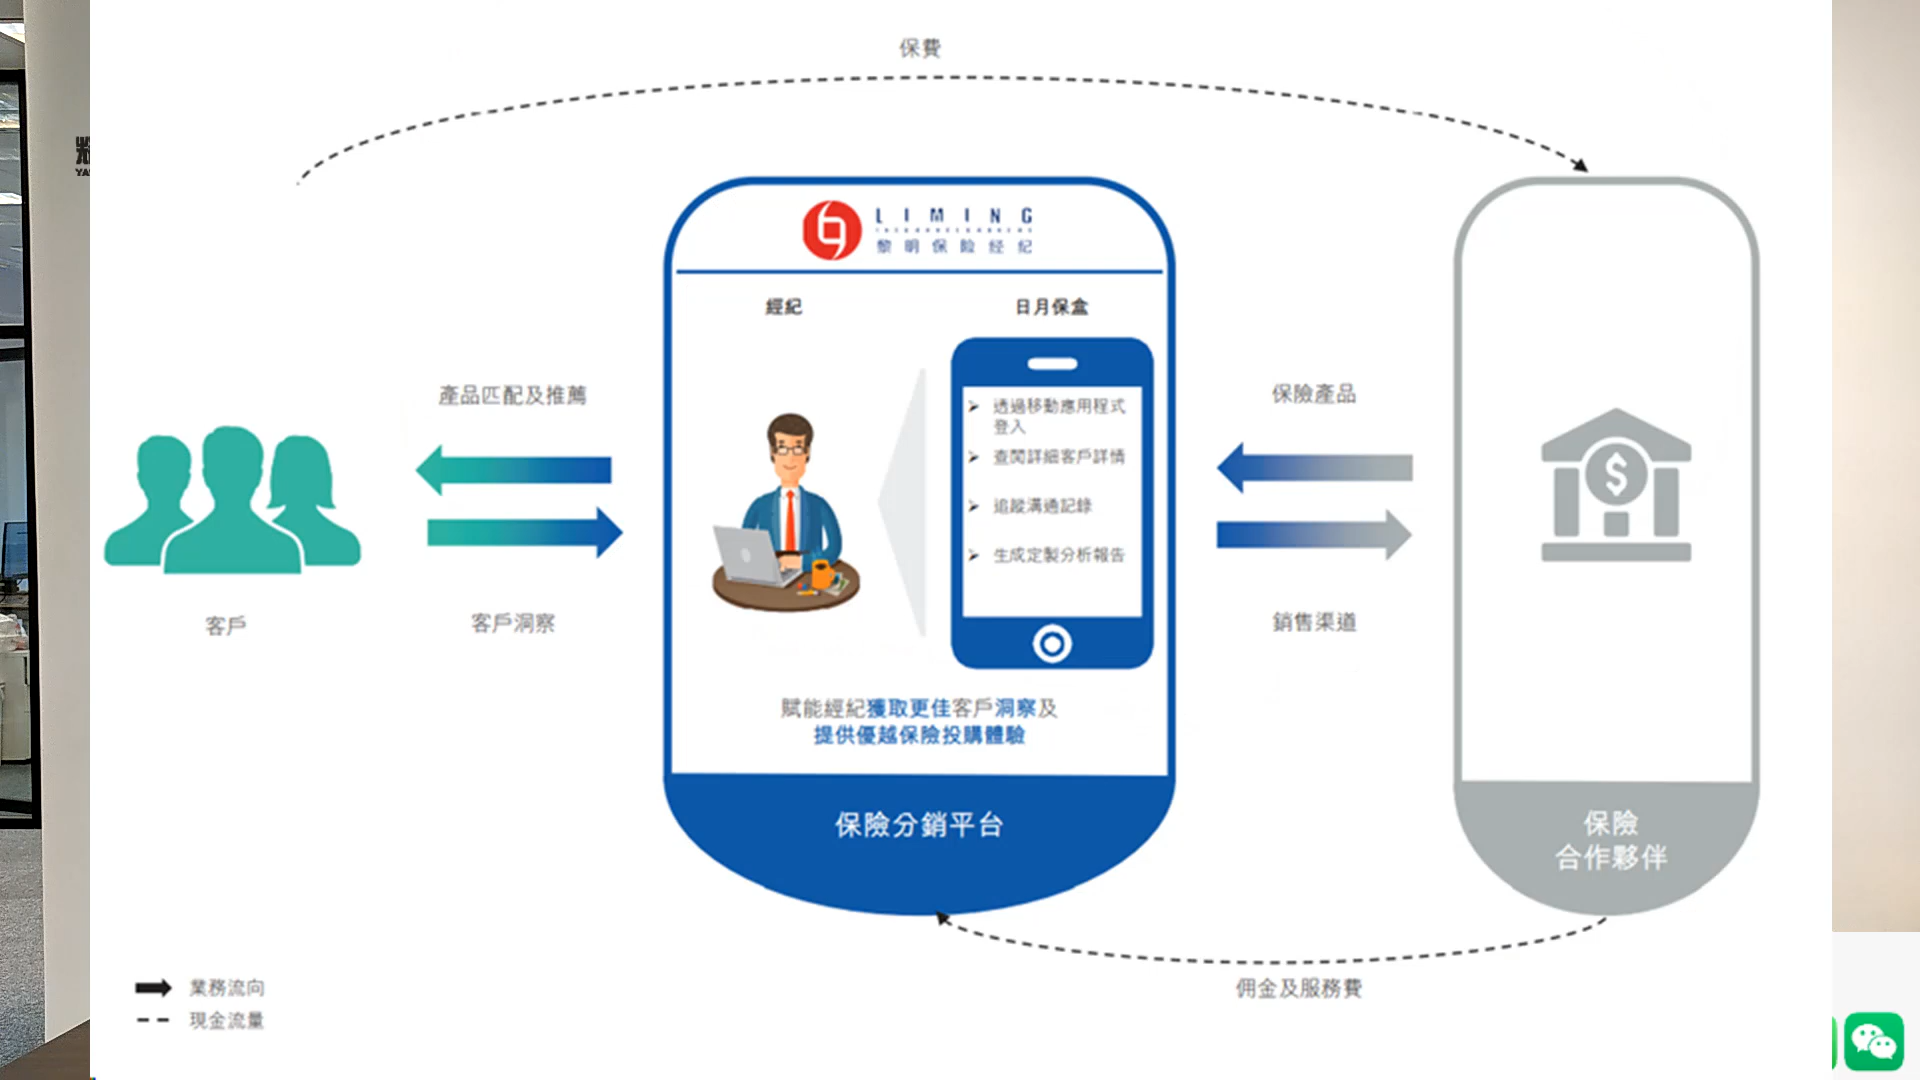 保費
LIMING
黎明保险经纪
經紀
日月保盒
產品匹配及推薦
保險產品
透過移動應用程式
登入
查閱詳細客戶詳情
追蹤溝通記錄
生成定製分析報告
客戶
客戶洞察
銷售渠道
賦能經紀獲取更佳客戶洞察及
提供優越保險投購體驗
保險分銷平台
保險
合作夥伴
業務流向
現金流量
佣金及服務費